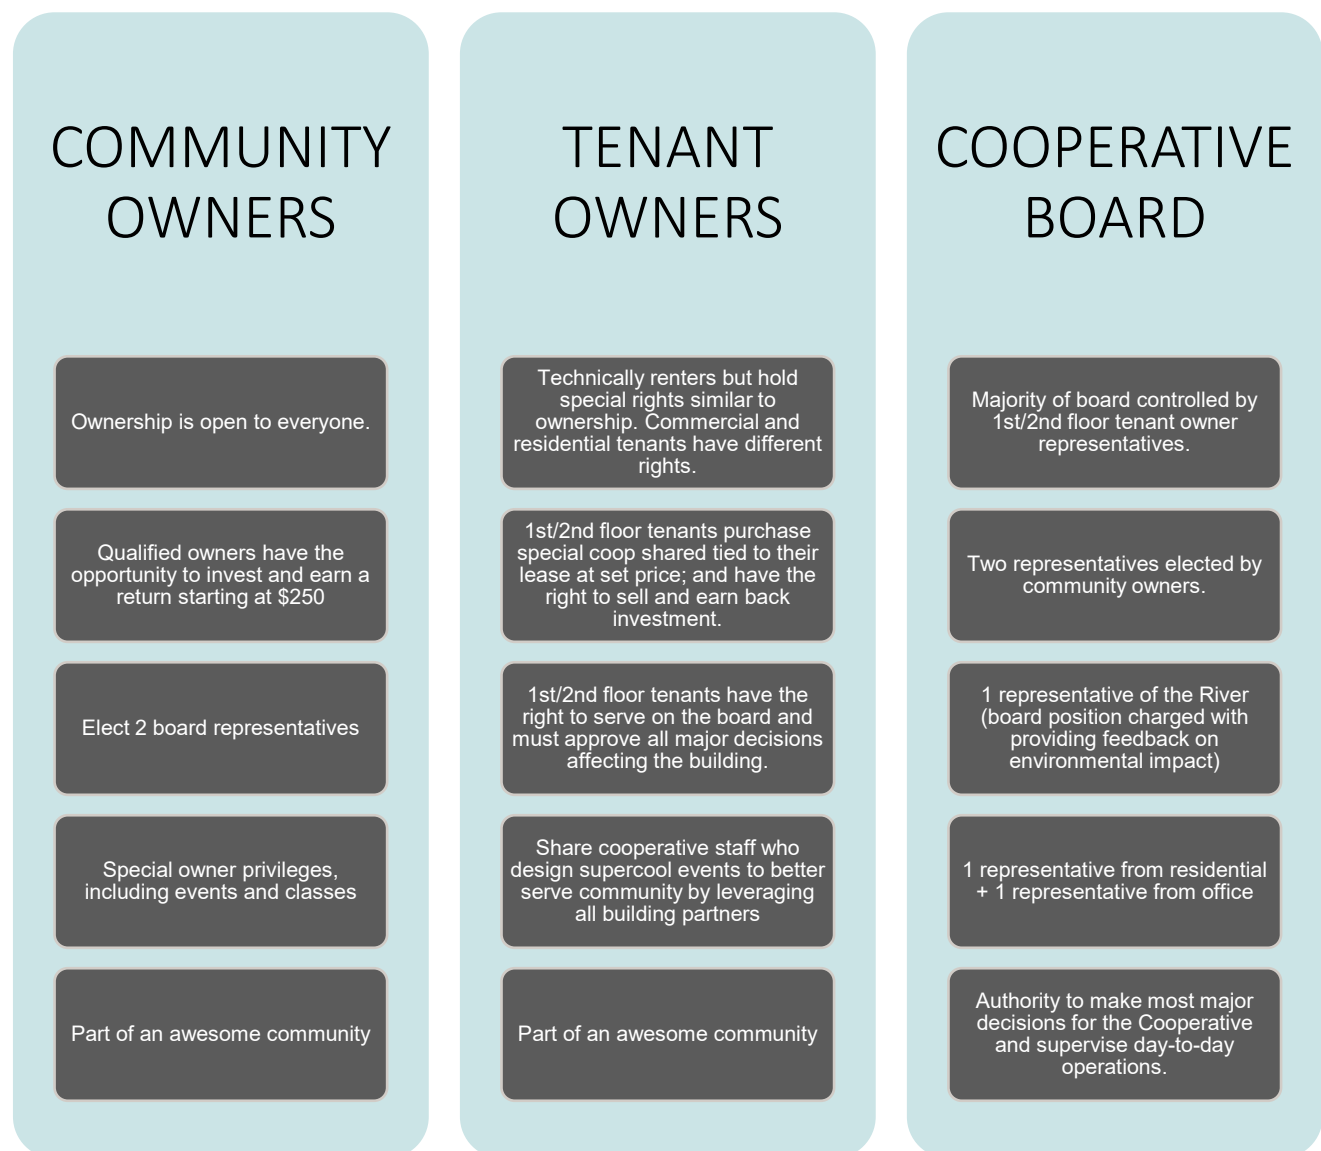 COMMUNITY
OWNERS
Ownership is open to everyone.
Qualified owners have the
opportunity to invest and earn a
return starting at $250
Elect 2 board representatives
Special owner privileges,
including events and classes
Part of an awesome community
TENANT
OWNERS
Technically renters but hold
special rights similar to
ownership. Commercial and
residential tenants have different
rights.
1st/2nd floor tenants purchase
special coop shared tied to their
lease at set price; and have the
right to sell and earn back
investment.
1st/2nd floor tenants have the
right to serve on the board and
must approve all major decisions
affecting the building.
Share cooperative staff who
design supercool events to better
serve community by leveraging
all building partners
Part of an awesome community
COOPERATIVE
BOARD
Majority of board controlled by
1st/2nd floor tenant owner
representatives.
Two representatives elected by
community owners.
1 representative of the River
(board position charged with
providing feedback on
environmental impact)
1 representative from residential
+ 1 representative from office
Authority to make most major
decisions for the Cooperative
and supervise day-to-day
operations.